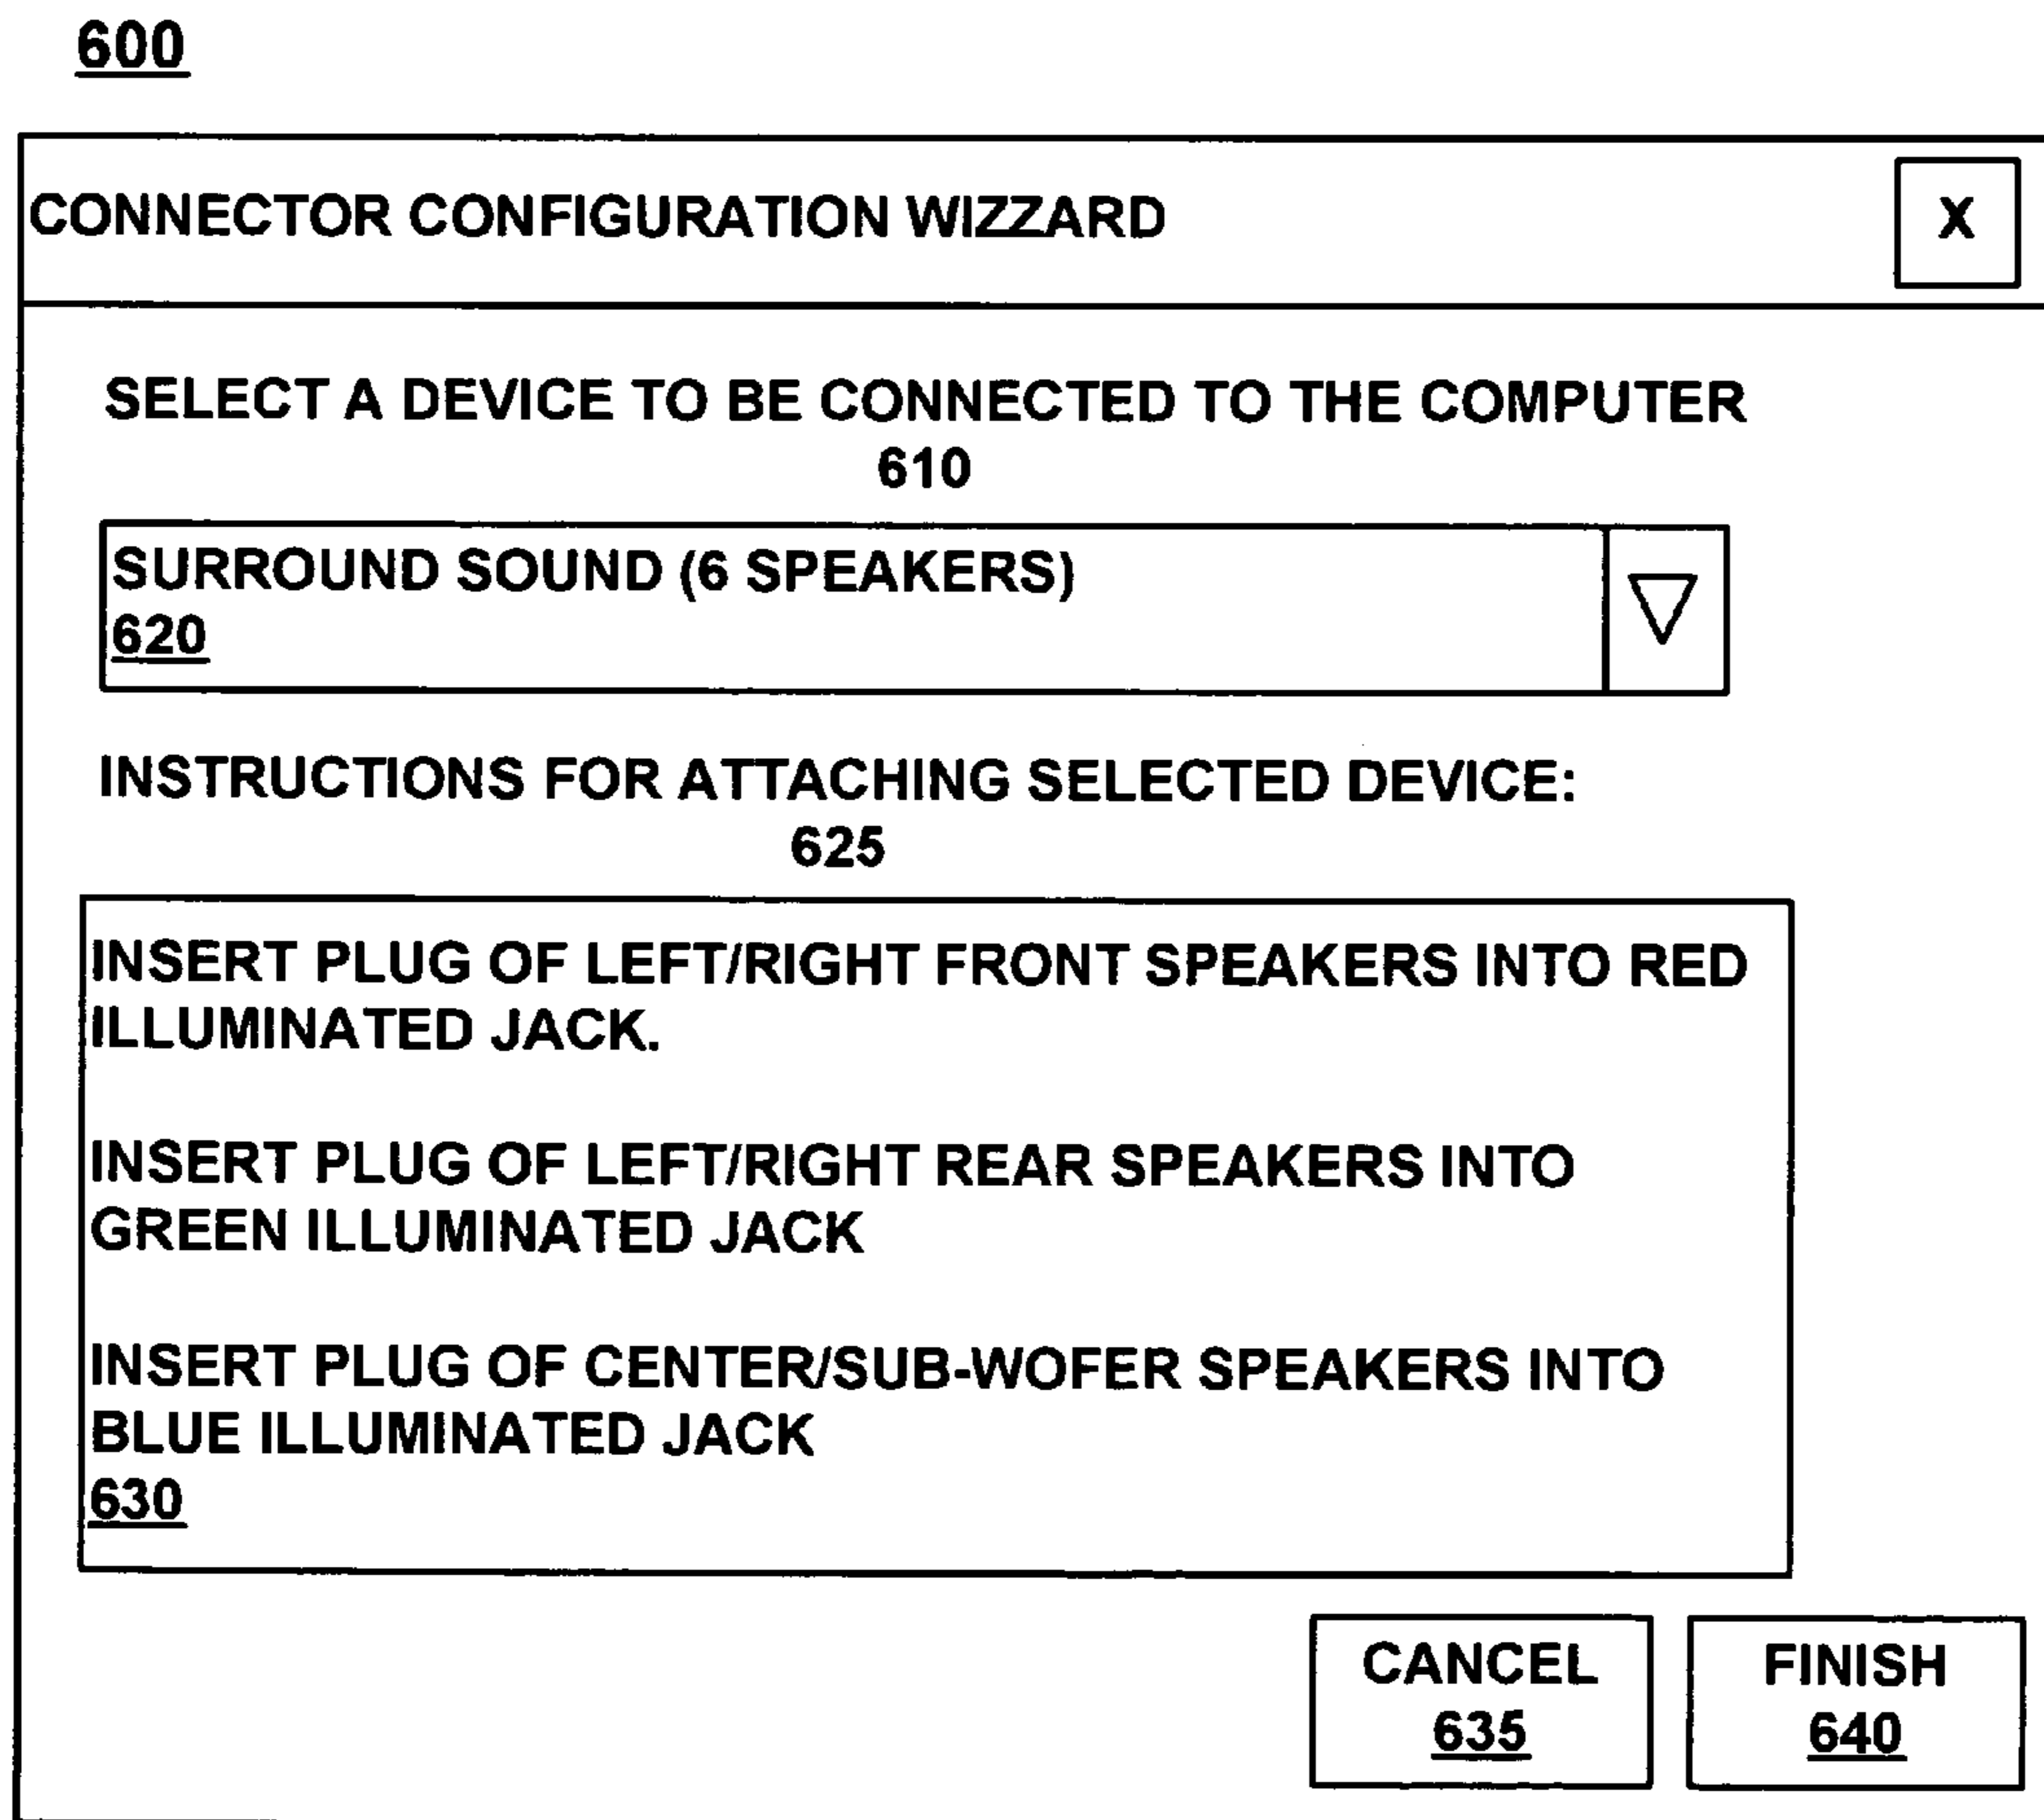 600
CONNECTOR CONFIGURATION WIZZARD
X
SELECT A DEVICE TO BE CONNECTED TO THE COMPUTER
610
SURROUND SOUND (6 SPEAKERS)
620
INSTRUCTIONS FOR ATTACHING SELECTED DEVICE:
625
INSERT PLUG OF LEFT/RIGHT FRONT SPEAKERS INTO RED
ILLUMINATED JACK.
INSERT PLUG OF LEFT/RIGHT REAR SPEAKERS INTO
GREEN ILLUMINATED JACK
INSERT PLUG OF CENTER/SUB-WOFER SPEAKERS INTO
BLUE ILLUMINATED JACK
630
CANCEL
635
FINISH
640